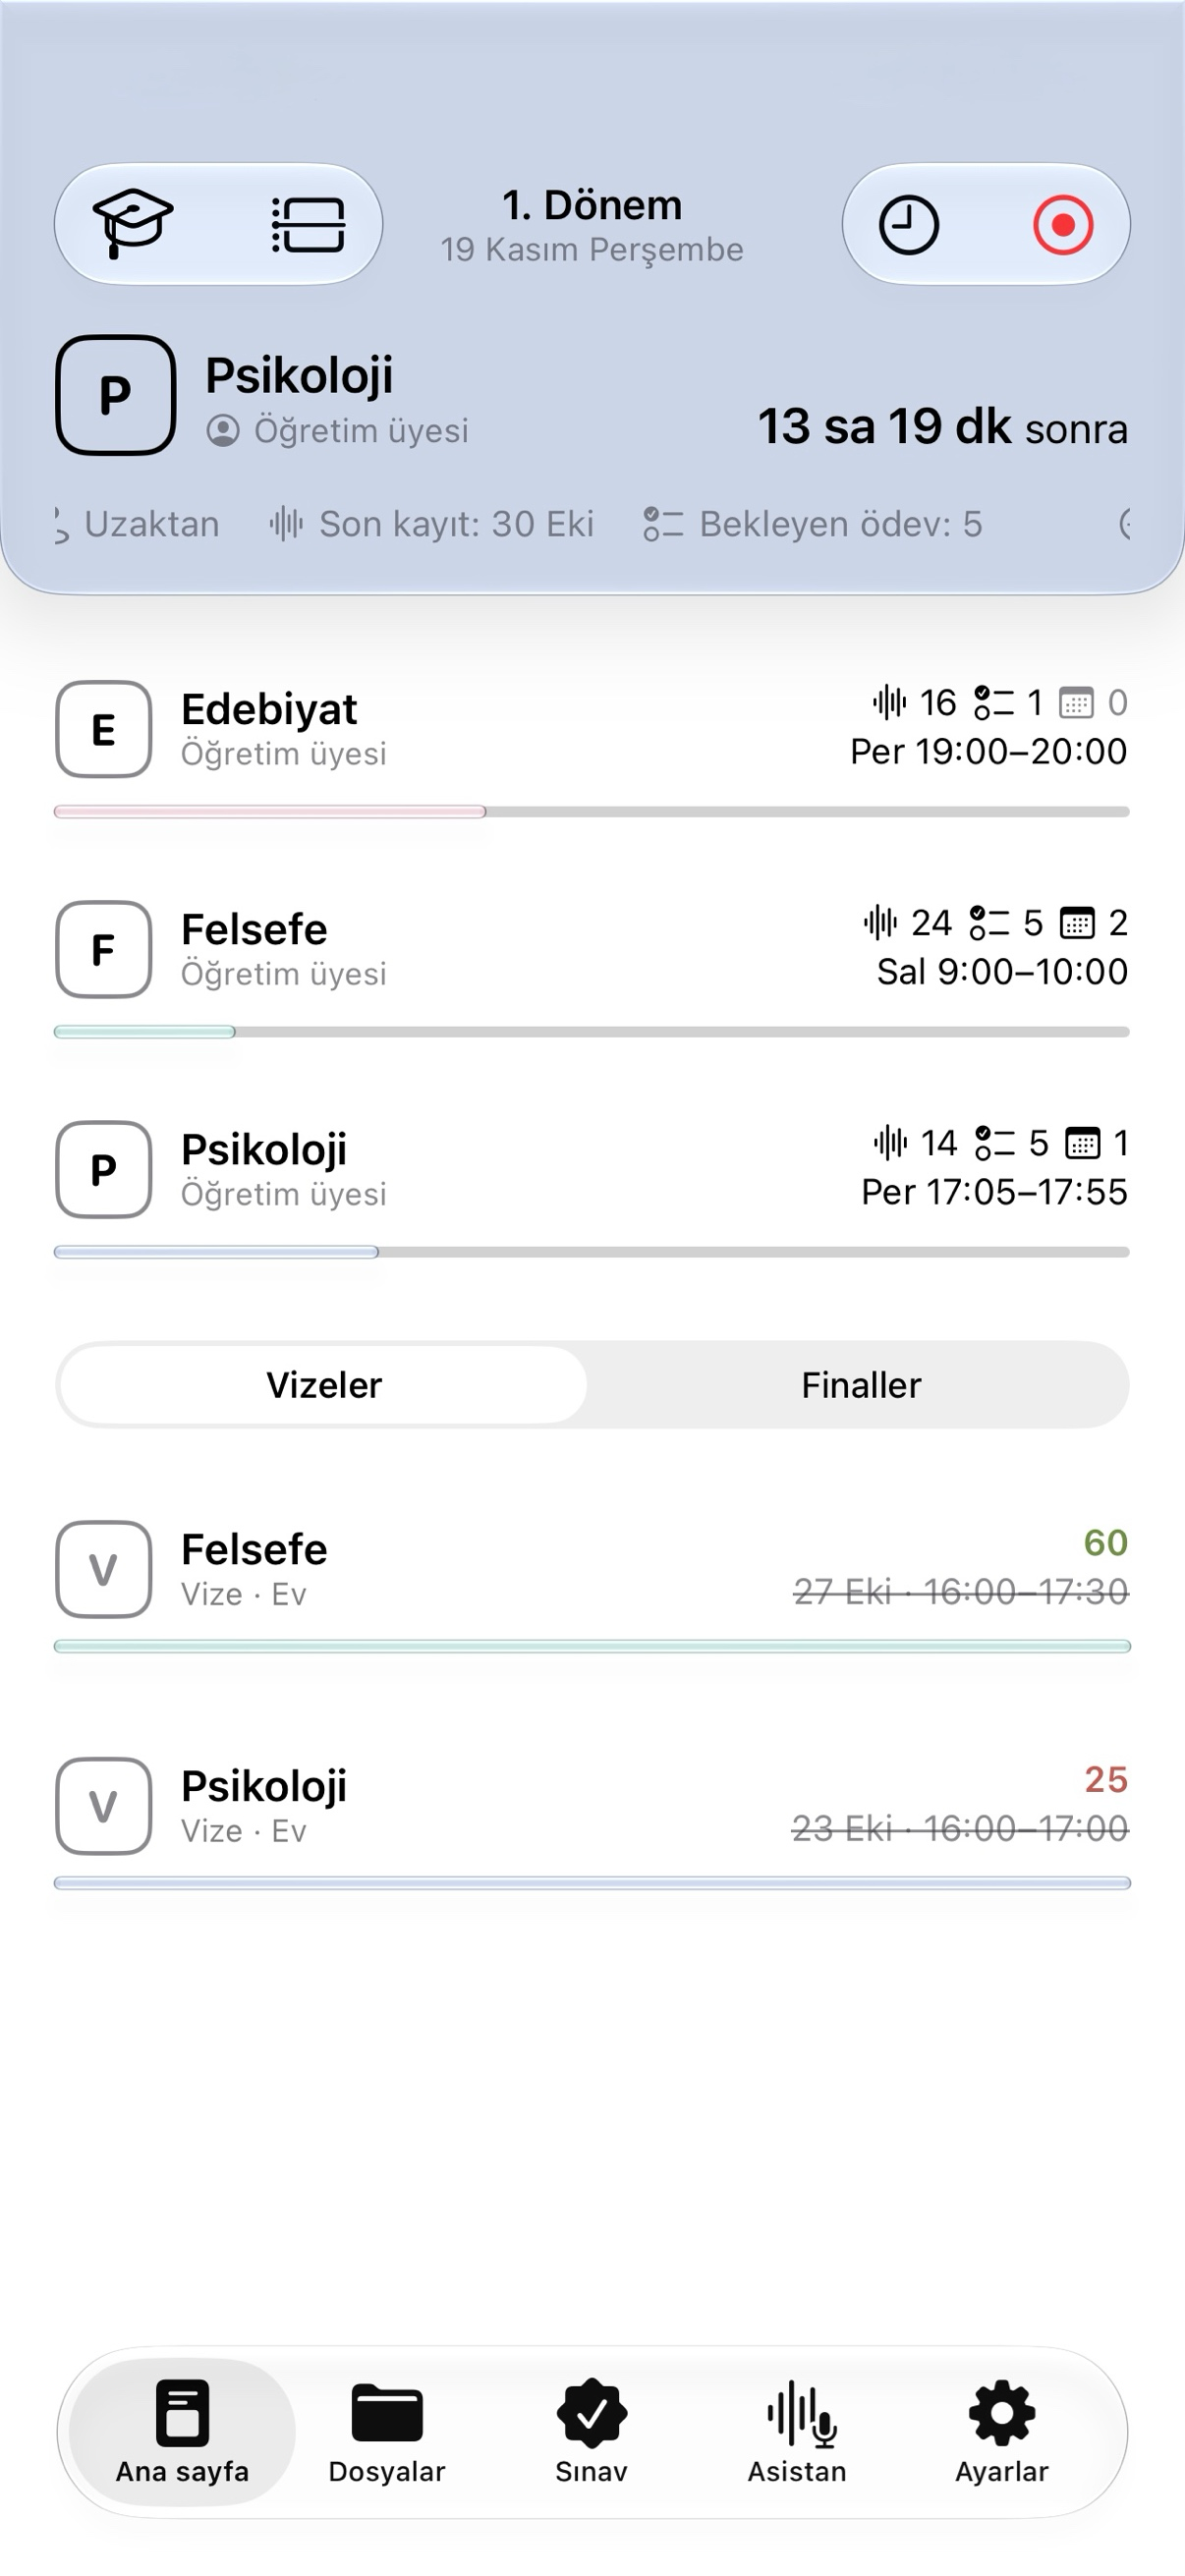 1. Dönem
19 Kasım Perşembe
P
Psikoloji
Öğretim üyesi
13 sa 19 dk sonra
Uzaktan Son kayıt: 30 Eki Bekleyen ödev: 5
E
Edebiyat
16 1 0
Öğretim üyesi
Per 19:00–20:00
F
Felsefe
24 5 2
Öğretim üyesi
Sal 9:00–10:00
P
Psikoloji
14 5 1
Öğretim üyesi
Per 17:05–17:55
Vizeler Finaller
V
Felsefe
60
Vize · Ev
27 Eki · 16:00–17:30
V
Psikoloji
25
Vize · Ev
23 Eki · 16:00–17:00
Ana sayfa Dosyalar Sınav Asistan Ayarlar